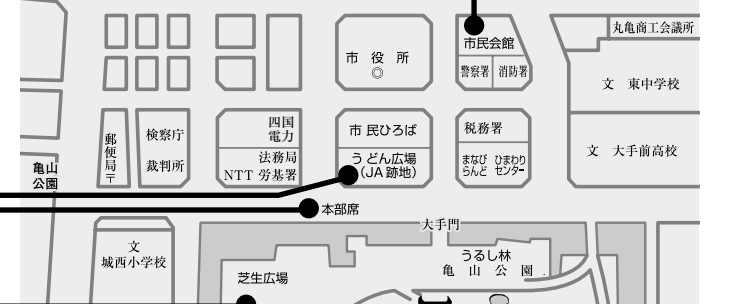 丸亀商工会議所
市民会館
市 役 所
◎
警察署 消防署
文 東中学校
四国
電力
市 民ひろば
税務署
郵便局〒
検察庁
裁判所
法務局
NTT 労基署
うどん広場
(JA 跡地)
まなび
らんど
ひまわり
センター
文 大手前高校
亀山
公園
本部席
大手門
文
城西小学校
うるし林
亀 山 公 園
芝生広場